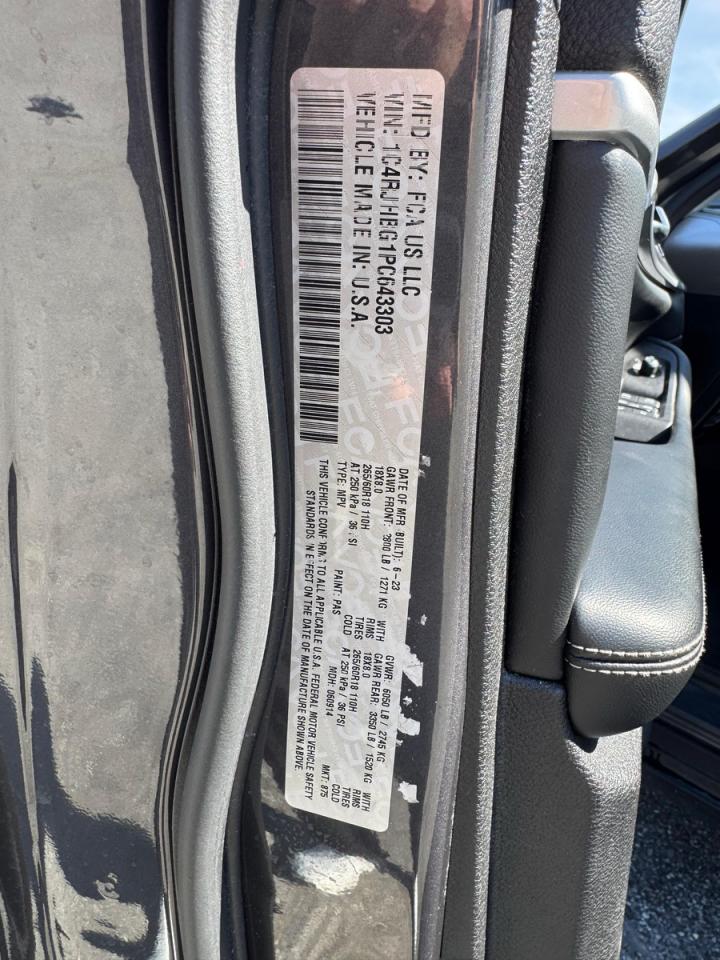 MFD BY: FCA US LLC
VIN: 1C4RJHBG1PC643303
VEHICLE MADE IN: U.S.A.
DATE OF MFR (BUILT): 6-23 GVWR: 6050 LB / 2745 KG
GAWR FRONT: 2800 LB / 1271 KG WITH GAWR REAR: 3350 LB / 1520 KG WITH
18X8.0 RIMS 18X8.0 RIMS
265/60R18 110H TIRES 265/60R18 110H TIRES
AT 250 kPa / 36 PSI COLD AT 250 kPa / 36 PSI COLD
TYPE: MPV PAINT: PAS MDH: 060914 MKT: 875
THIS VEHICLE CONFORMS TO ALL APPLICABLE U.S.A. FEDERAL MOTOR VEHICLE SAFETY
STANDARDS IN EFFECT ON THE DATE OF MANUFACTURE SHOWN ABOVE.